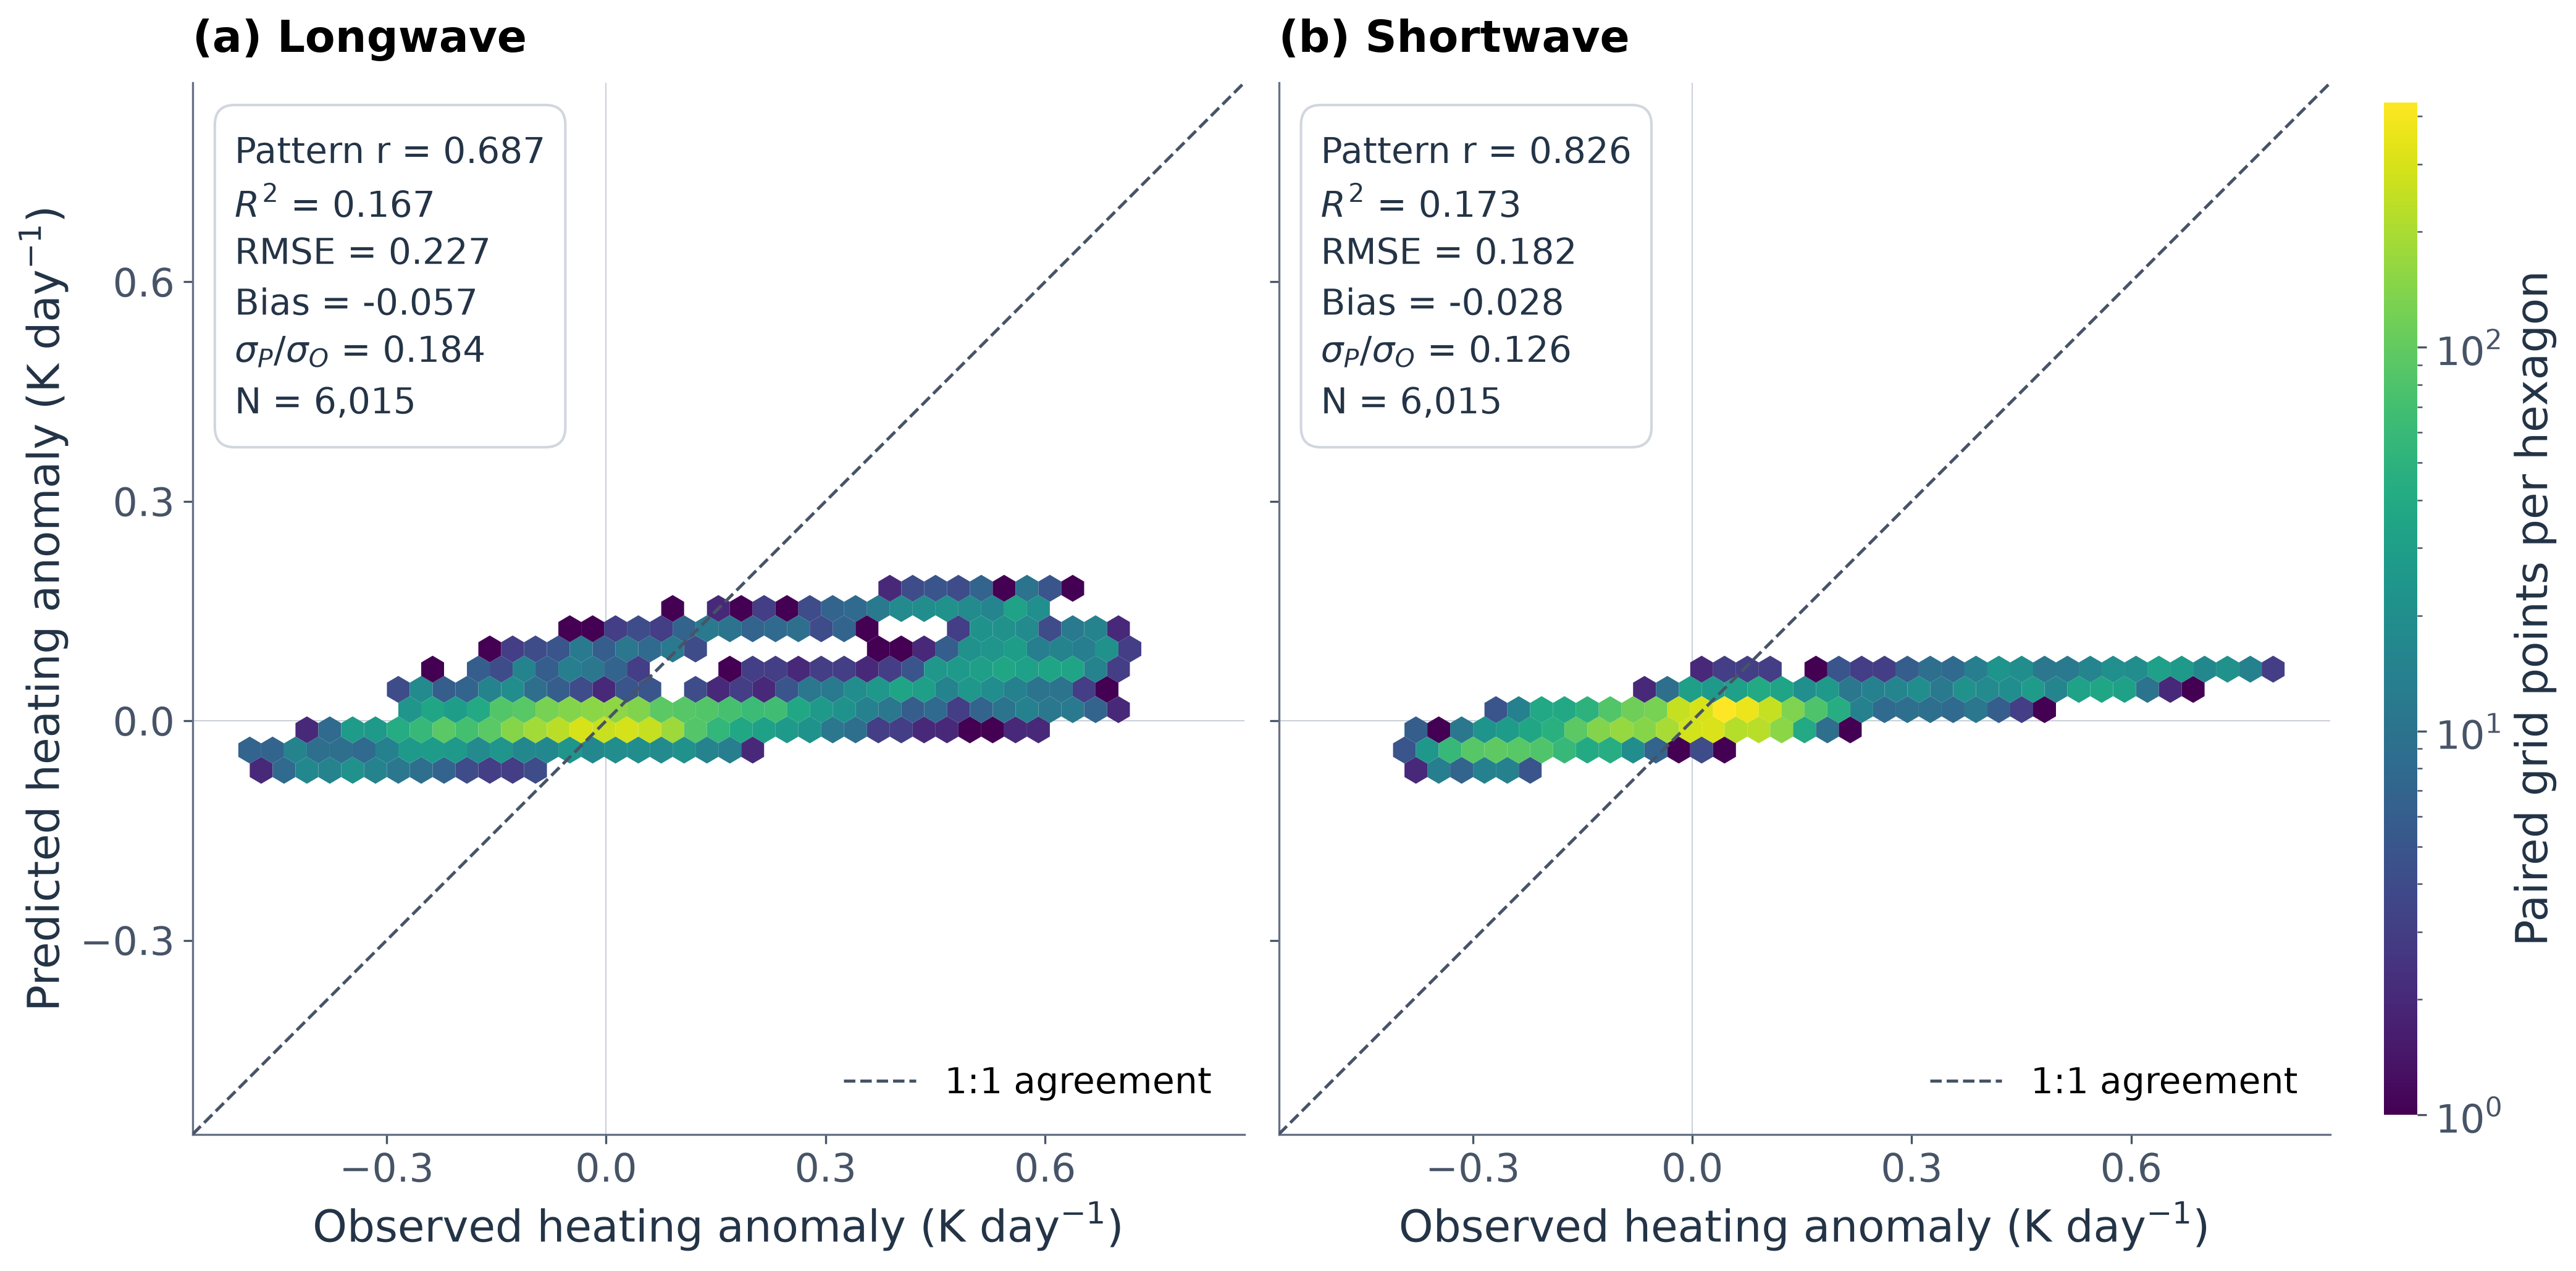 (a) Longwave
Pattern r = 0.687
R² = 0.167
RMSE = 0.227
Bias = -0.057
σ_P/σ_O = 0.184
N = 6,015
0.6
0.3
0.0
−0.3
Predicted heating anomaly (K day⁻¹)
1:1 agreement
−0.3 0.0 0.3 0.6
Observed heating anomaly (K day⁻¹)
(b) Shortwave
Pattern r = 0.826
R² = 0.173
RMSE = 0.182
Bias = -0.028
σ_P/σ_O = 0.126
N = 6,015
1:1 agreement
−0.3 0.0 0.3 0.6
Observed heating anomaly (K day⁻¹)
10²
10¹
10⁰
Paired grid points per hexagon